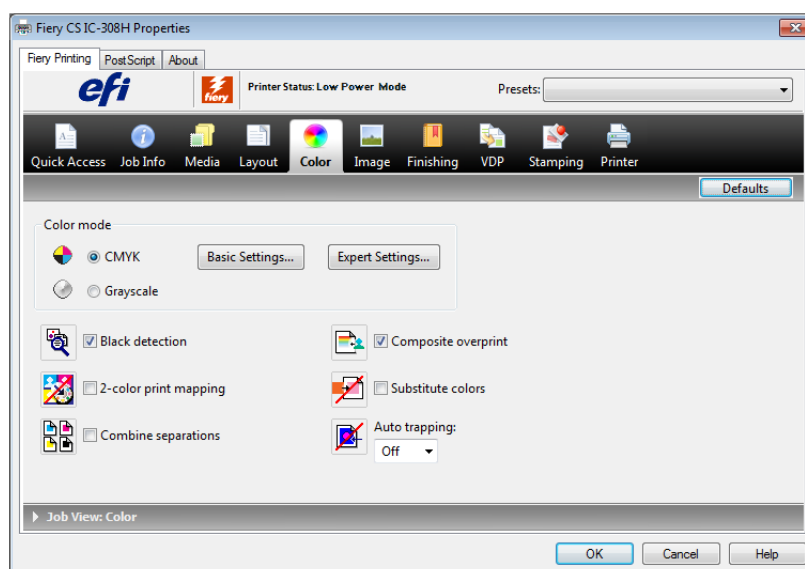 Fiery CS IC-308H Properties
Fiery Printing PostScript About
efi fiery Printer Status: Low Power Mode Presets:
Quick Access Job Info Media Layout Color Image Finishing VDP Stamping Printer
Defaults
Color mode
CMYK Basic Settings... Expert Settings...
Grayscale
Black detection Composite overprint
2-color print mapping Substitute colors
Combine separations Auto trapping:
Off
Job View: Color
OK Cancel Help